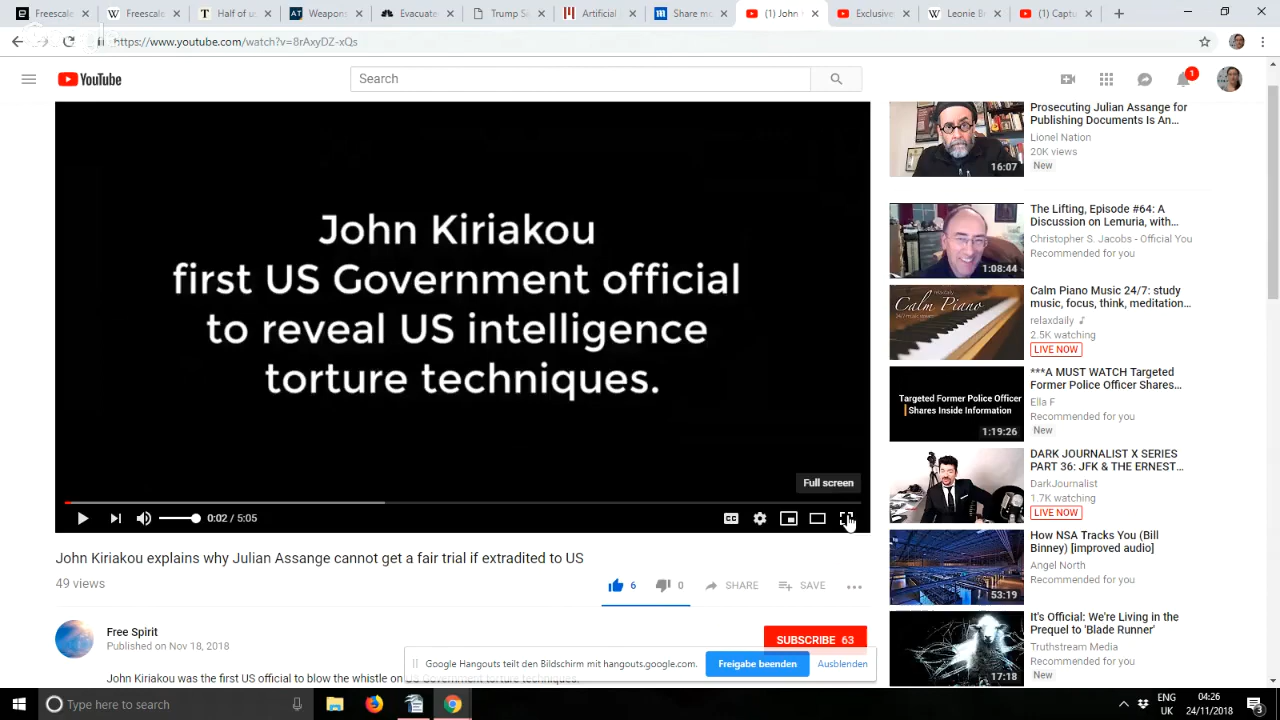 Freescale
Freescale
Hall of us
Weapons
Evacuate
Trump Si
Artificial
Share mo
(1) John
Exclusive
Leonie B
(1) Captu
https://www.youtube.com/watch?v=8rAxyDZ-xQs
YouTube
Search
1
John Kiriakou
first US Government official
to reveal US intelligence
torture techniques.
Full screen
0:02 / 5:05
CC
John Kiriakou explains why Julian Assange cannot get a fair trial if extradited to US
49 views
6
0
SHARE
SAVE
Free Spirit
Published on Nov 18, 2018
SUBSCRIBE 63
Google Hangouts teilt den Bildschirm mit hangouts.google.com.
Freigabe beenden
Ausblenden
John Kiriakou was the first US official to blow the whistle on US Government torture techniques.
Prosecuting Julian Assange for
Publishing Documents Is An...
Lionel Nation
20K views
New
16:07
The Lifting, Episode #64: A
Discussion on Lemuria, with...
Christopher S. Jacobs - Official You
Recommended for you
1:08:44
Calm Piano
Calm Piano Music 24/7: study
music, focus, think, meditation...
relaxdaily
2.5K watching
LIVE NOW
Targeted Former Police Officer
Shares Inside Information
1:19:26
***A MUST WATCH Targeted
Former Police Officer Shares...
Ella F
Recommended for you
New
DARK JOURNALIST X SERIES
PART 36: JFK & THE ERNEST...
DarkJournalist
1.7K watching
LIVE NOW
How NSA Tracks You (Bill
Binney) [improved audio]
Angel North
Recommended for you
53:19
It's Official: We're Living in the
Prequel to 'Blade Runner'
Truthstream Media
Recommended for you
New
17:18
Type here to search
ENG
UK
04:26
24/11/2018
3